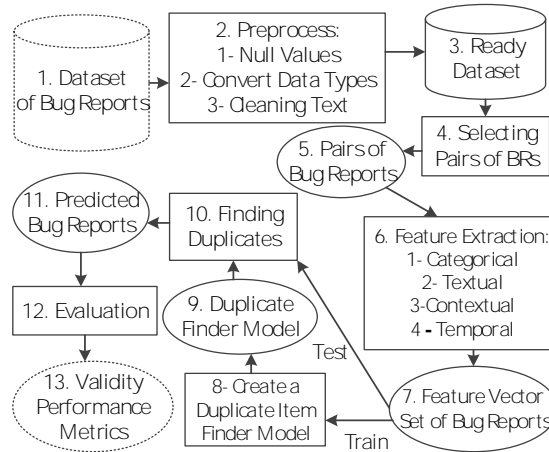 1. Dataset
of Bug Reports
2. Preprocess:
1- Null Values
2- Convert Data Types
3- Cleaning Text
3. Ready
Dataset
4. Selecting
Pairs of BRs
5. Pairs of
Bug Reports
6. Feature Extraction:
1- Categorical
2- Textual
3-Contextual
4 - Temporal
7. Feature Vector
Set of Bug Reports
Test
Train
8- Create a
Duplicate Item
Finder Model
9. Duplicate
Finder Model
10. Finding
Duplicates
11. Predicted
Bug Reports
12. Evaluation
13. Validity
Performance
Metrics